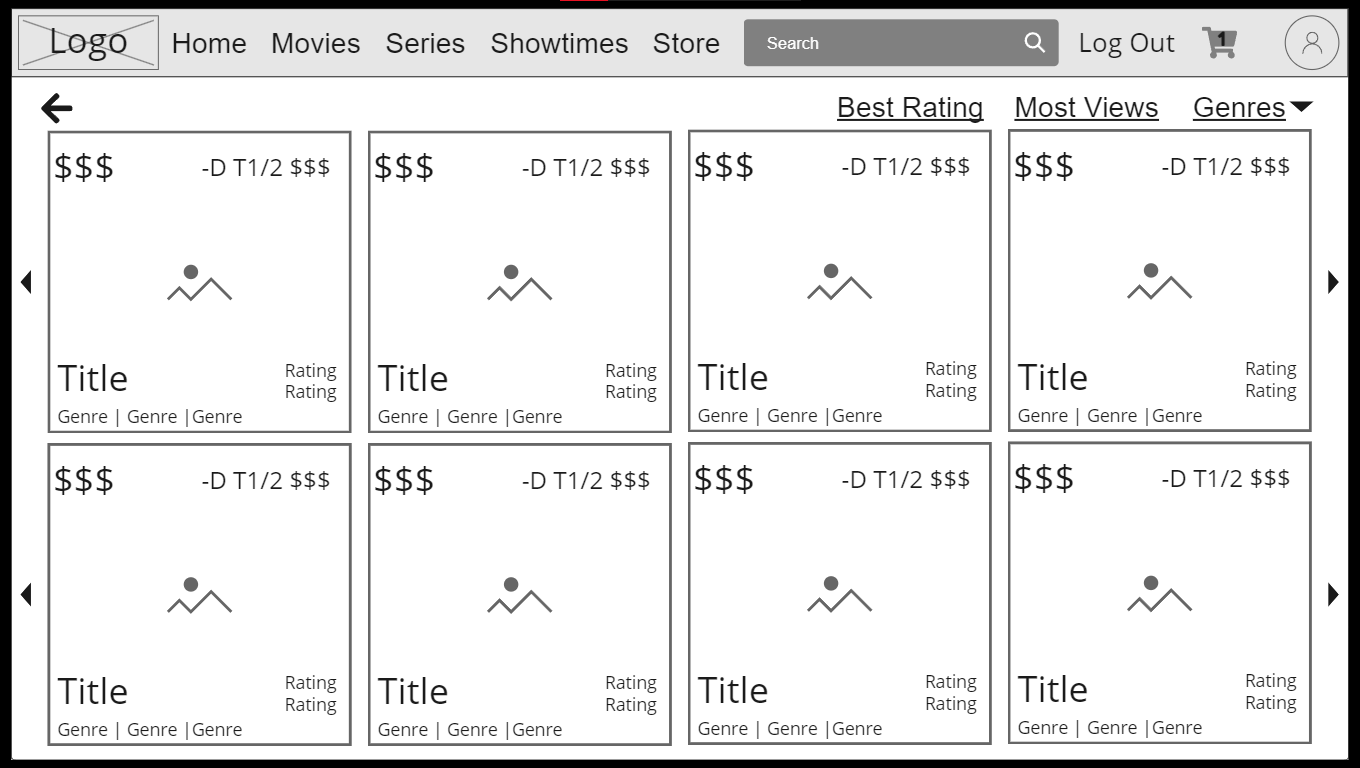 Logo Home Movies Series Showtimes Store Search Log Out 1
Best Rating Most Views Genres
$$$ -D T1/2 $$$ $$$ -D T1/2 $$$ $$$ -D T1/2 $$$ $$$ -D T1/2 $$$
Title Rating Title Rating Title Rating Title Rating
Rating Rating Rating Rating
Genre | Genre |Genre Genre | Genre |Genre Genre | Genre |Genre Genre | Genre |Genre
$$$ -D T1/2 $$$ $$$ -D T1/2 $$$ $$$ -D T1/2 $$$ $$$ -D T1/2 $$$
Title Rating Title Rating Title Rating Title Rating
Rating Rating Rating Rating
Genre | Genre |Genre Genre | Genre |Genre Genre | Genre |Genre Genre | Genre |Genre